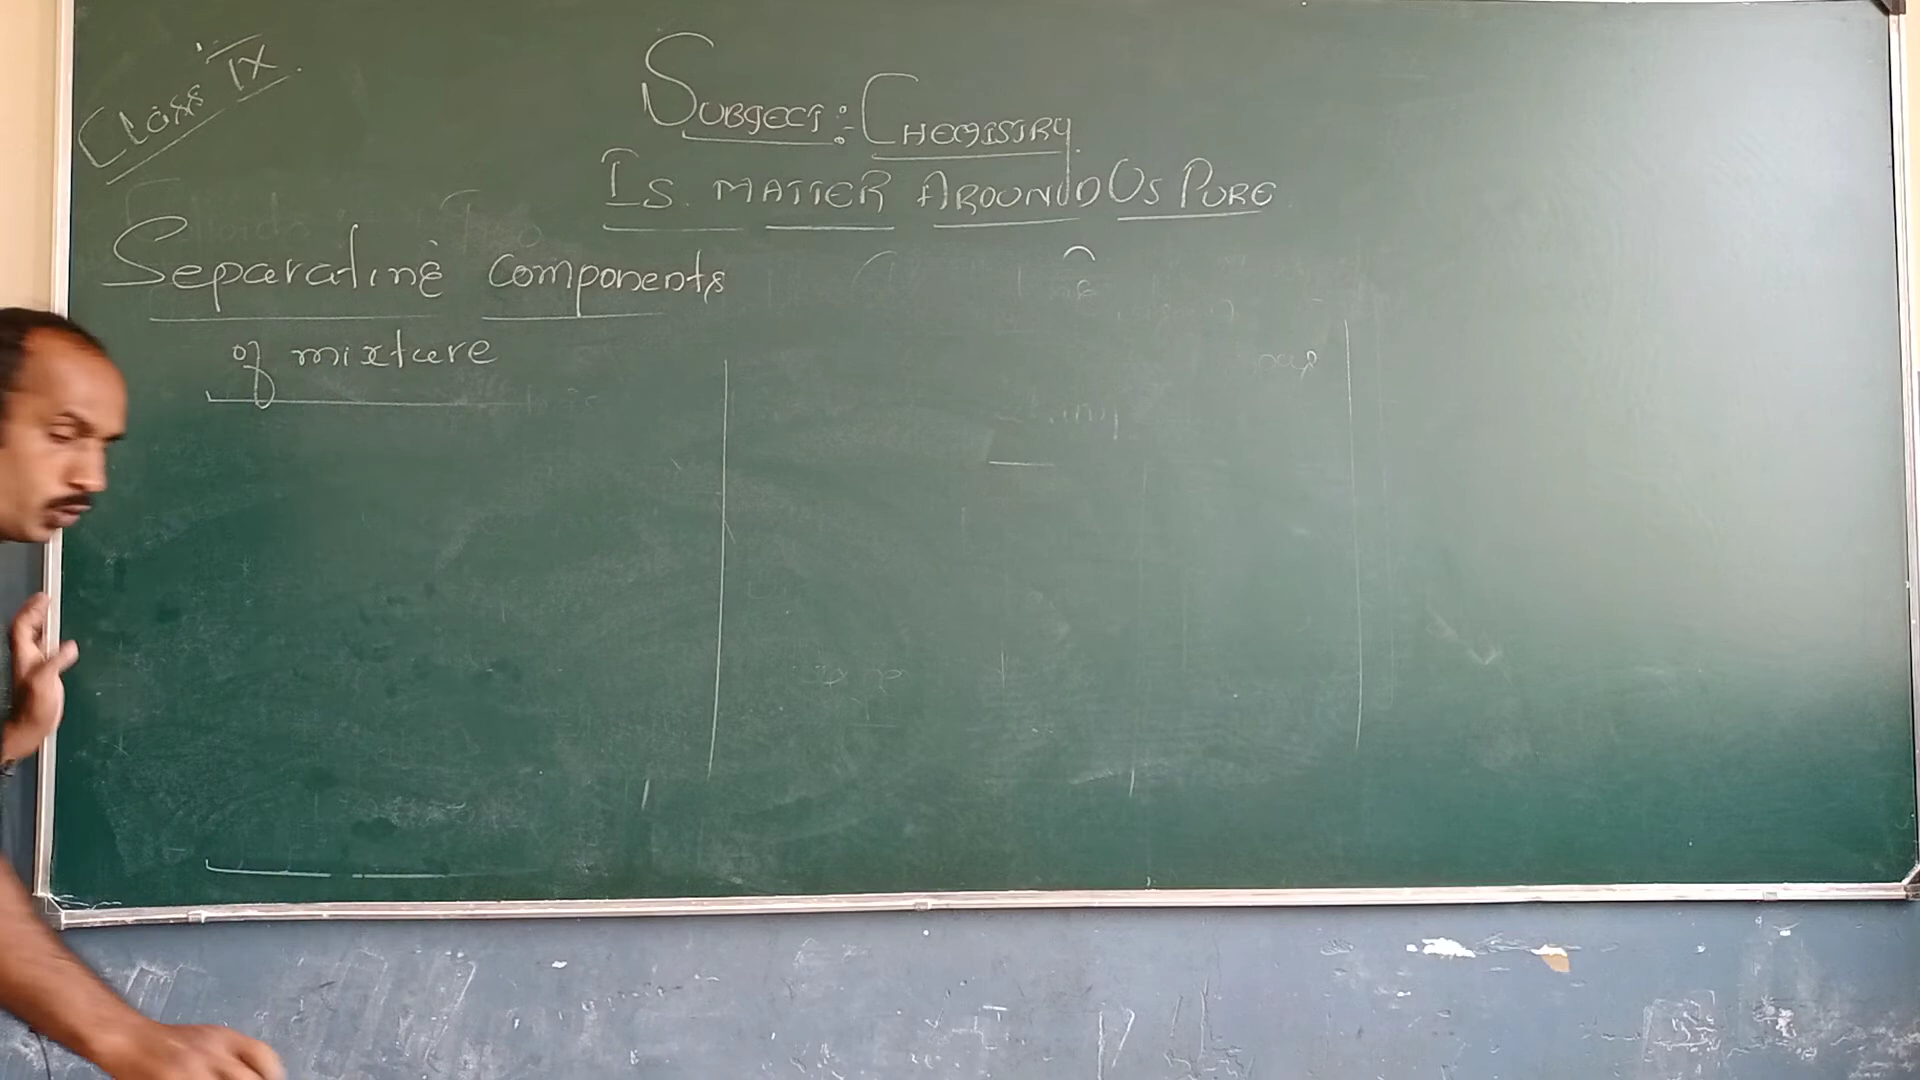 Class IX.
SUBJECT:- CHEMISTRY.
IS MATTER AROUND US PURE
Separating components
of mixture